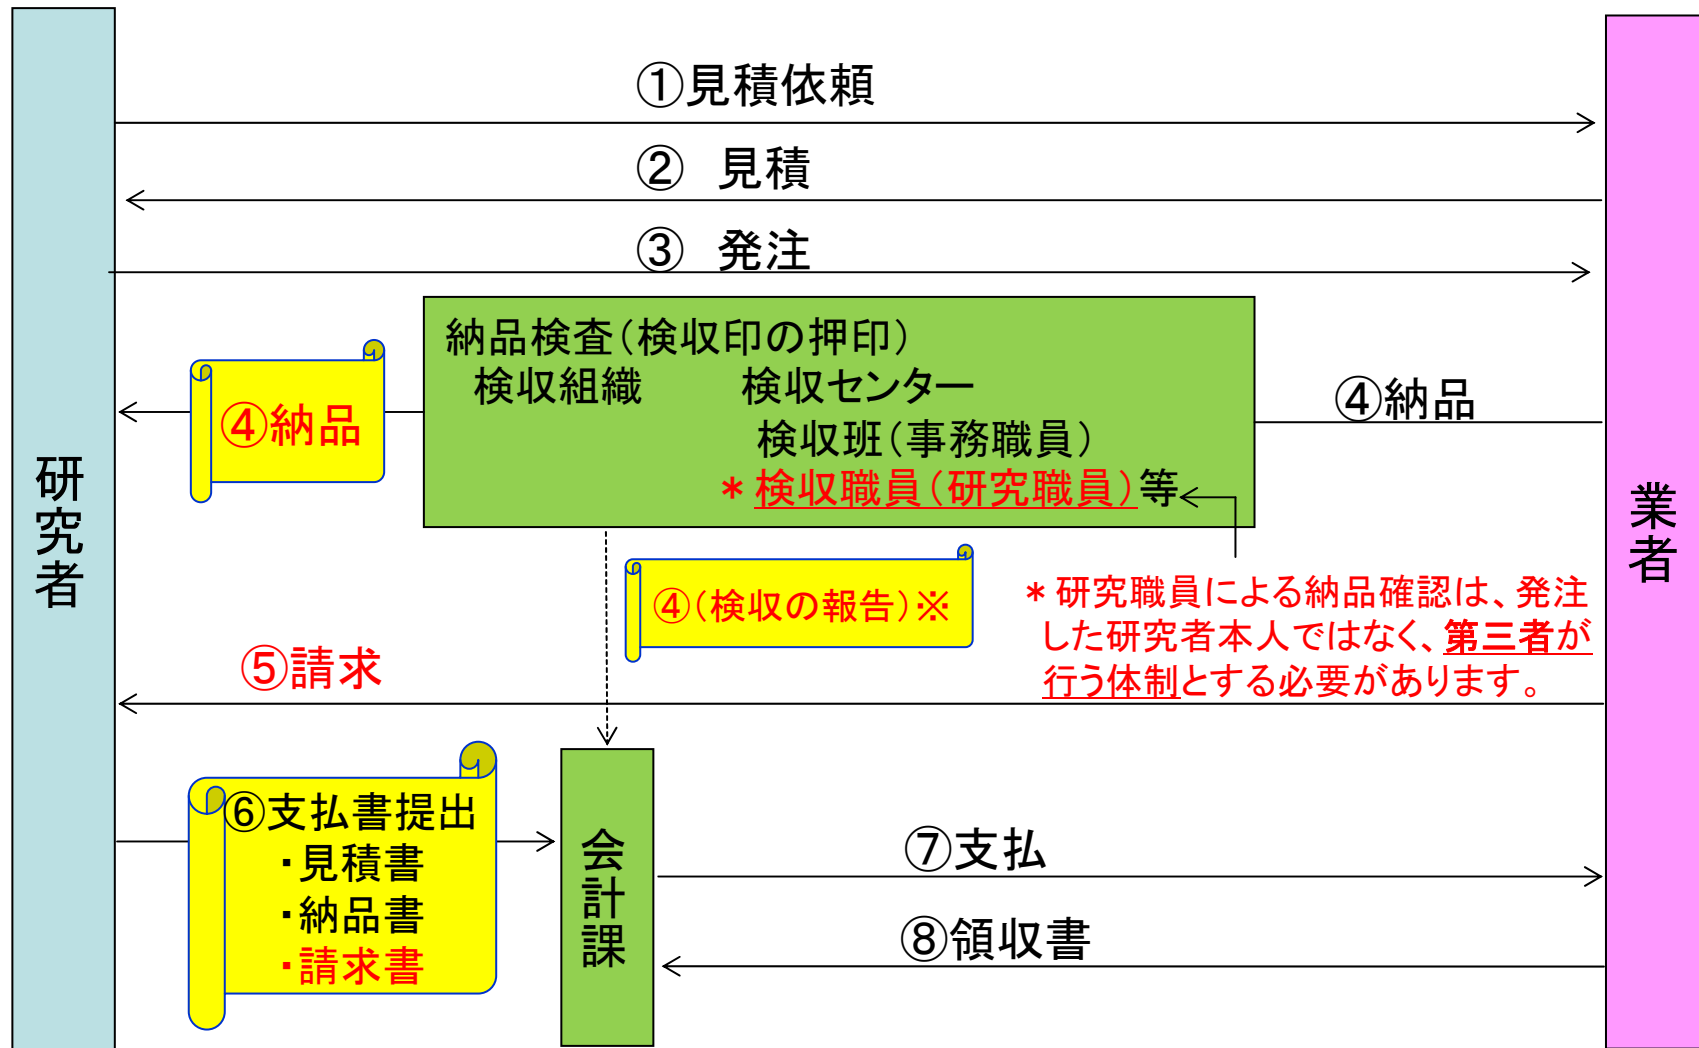 ①見積依頼
② 見積
③ 発注
納品検査(検収印の押印)
検収組織 検収センター
検収班(事務職員)
*検収職員(研究職員)等
④納品
④納品
研究者
業者
④(検収の報告)※
*研究職員による納品確認は、発注
した研究者本人ではなく、第三者が
行う体制とする必要があります。
⑤請求
⑥支払書提出
・見積書
・納品書
・請求書
会計課
⑦支払
⑧領収書